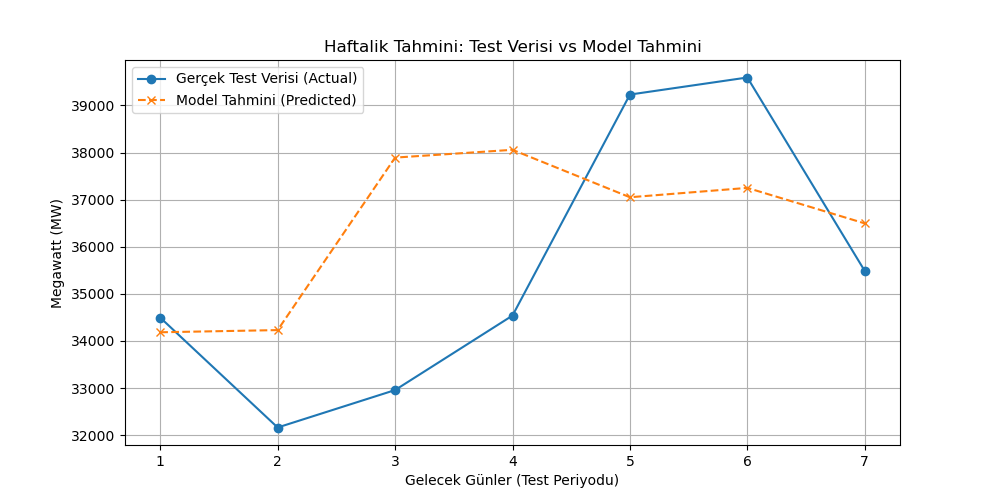 Haftalik Tahmini: Test Verisi vs Model Tahmini
Gerçek Test Verisi (Actual)
Model Tahmini (Predicted)
Megawatt (MW)
39000
38000
37000
36000
35000
34000
33000
32000
1 2 3 4 5 6 7
Gelecek Günler (Test Periyodu)